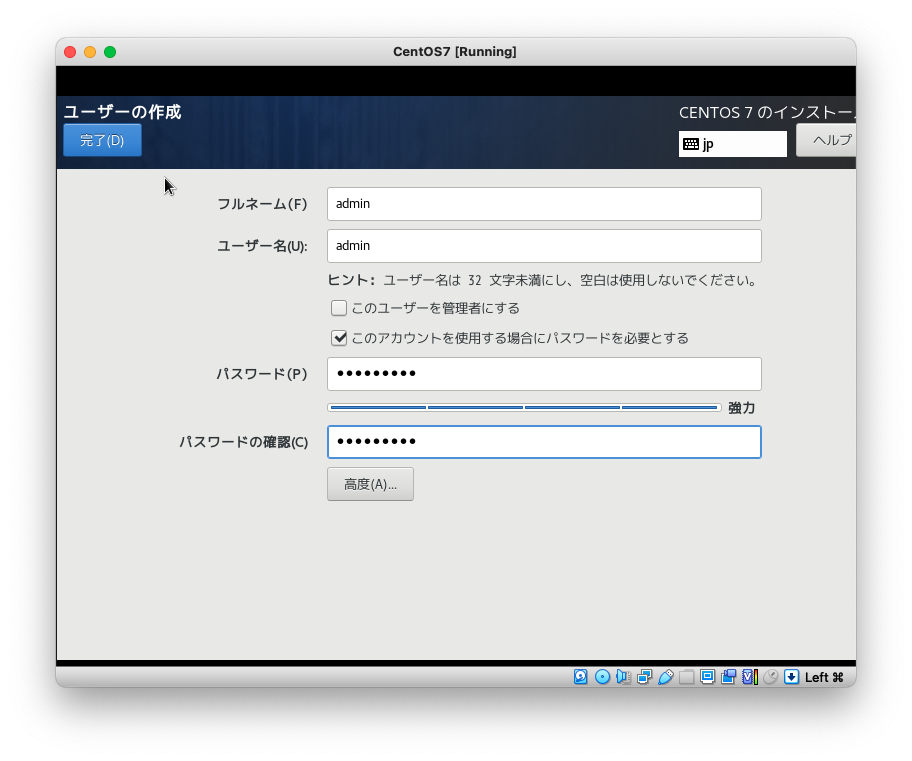 CentOS7 [Running]
ユーザーの作成
CENTOS 7 のインストー
完了(D)
jp
ヘルプ
フルネーム(F)
admin
ユーザー名(U):
admin
ヒント: ユーザー名は 32 文字未満にし、空白は使用しないでください。
このユーザーを管理者にする
このアカウントを使用する場合にパスワードを必要とする
パスワード(P)
●●●●●●●●●
強力
パスワードの確認(C)
●●●●●●●●●
高度(A)...
Left ⌘